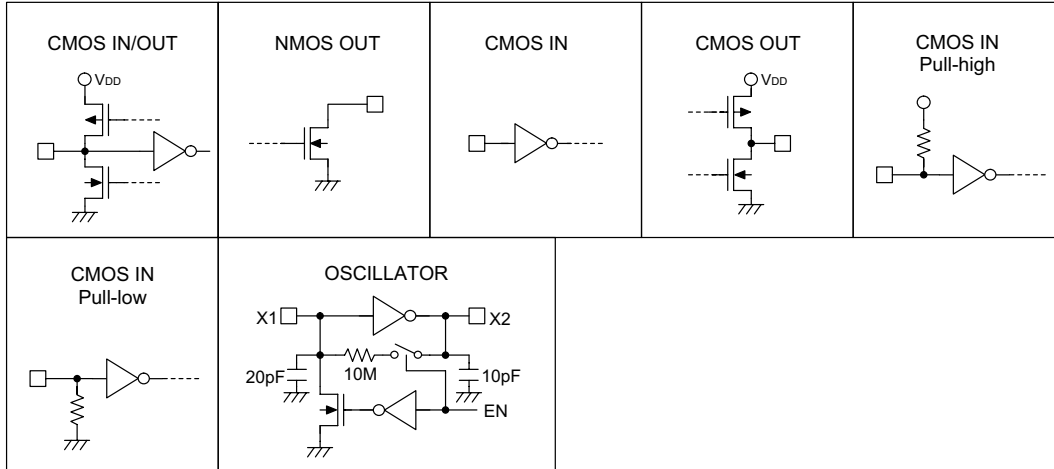 CMOS IN/OUT
VDD
NMOS OUT
CMOS IN
CMOS OUT
VDD
CMOS IN
Pull-high
CMOS IN
Pull-low
OSCILLATOR
X1
X2
20pF
10M
10pF
EN